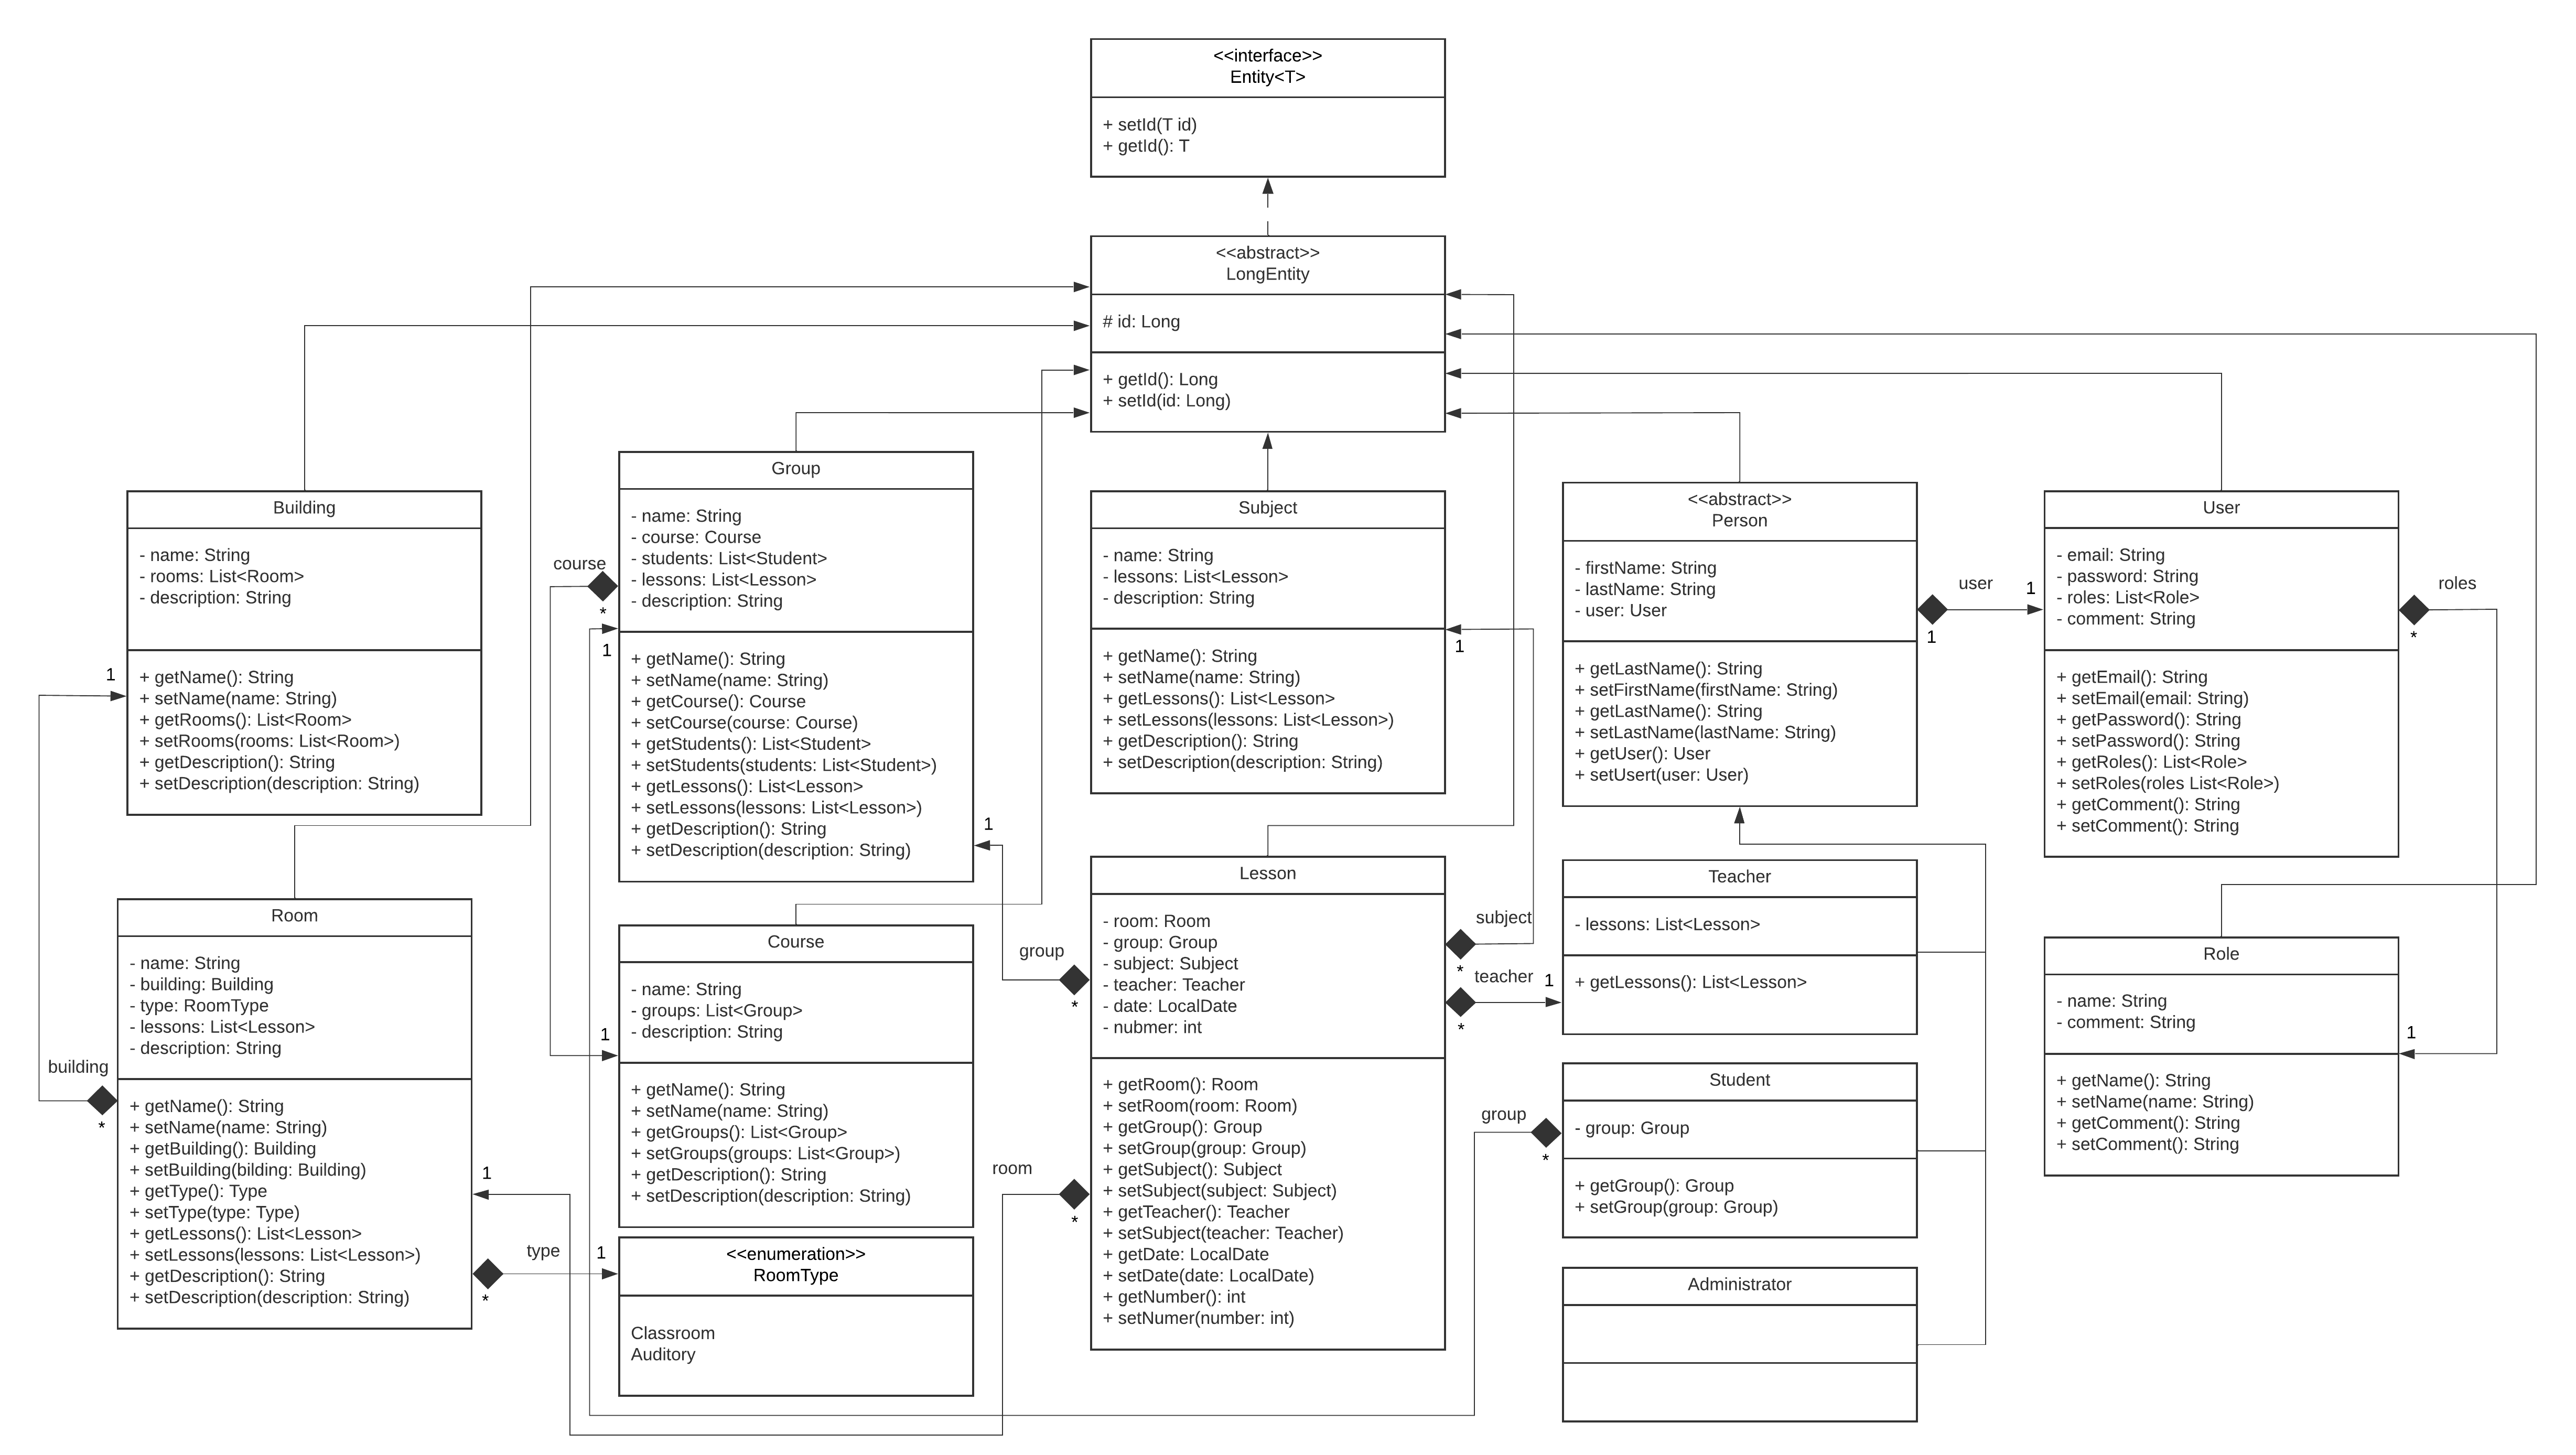 <<interface>>
Entity<T>
+ setId(T id)
+ getId(): T
<<abstract>>
LongEntity
# id: Long
+ getId(): Long
+ setId(id: Long)
Building
- name: String
- rooms: List<Room>
- description: String
+ getName(): String
+ setName(name: String)
+ getRooms(): List<Room>
+ setRooms(rooms: List<Room>)
+ getDescription(): String
+ setDescription(description: String)
1
building
*
Group
- name: String
- course: Course
- students: List<Student>
- lessons: List<Lesson>
- description: String
+ getName(): String
+ setName(name: String)
+ getCourse(): Course
+ setCourse(course: Course)
+ getStudents(): List<Student>
+ setStudents(students: List<Student>)
+ getLessons(): List<Lesson>
+ setLessons(lessons: List<Lesson>)
+ getDescription(): String
+ setDescription(description: String)
course
*
1
1
Subject
- name: String
- lessons: List<Lesson>
- description: String
+ getName(): String
+ setName(name: String)
+ getLessons(): List<Lesson>
+ setLessons(lessons: List<Lesson>)
+ getDescription(): String
+ setDescription(description: String)
1
<<abstract>>
Person
- firstName: String
- lastName: String
- user: User
+ getLastName(): String
+ setFirstName(firstName: String)
+ getLastName(): String
+ setLastName(lastName: String)
+ getUser(): User
+ setUsert(user: User)
user
1
1
User
- email: String
- password: String
- roles: List<Role>
- comment: String
+ getEmail(): String
+ setEmail(email: String)
+ getPassword(): String
+ setPassword(): String
+ getRoles(): List<Role>
+ setRoles(roles List<Role>)
+ getComment(): String
+ setComment(): String
roles
*
Room
- name: String
- building: Building
- type: RoomType
- lessons: List<Lesson>
- description: String
+ getName(): String
+ setName(name: String)
+ getBuilding(): Building
+ setBuilding(bilding: Building)
+ getType(): Type
+ setType(type: Type)
+ getLessons(): List<Lesson>
+ setLessons(lessons: List<Lesson>)
+ getDescription(): String
+ setDescription(description: String)
1
type
1
*
Course
- name: String
- groups: List<Group>
- description: String
+ getName(): String
+ setName(name: String)
+ getGroups(): List<Group>
+ setGroups(groups: List<Group>)
+ getDescription(): String
+ setDescription(description: String)
1
<<enumeration>>
RoomType
Classroom
Auditory
group
*
room
*
Lesson
- room: Room
- group: Group
- subject: Subject
- teacher: Teacher
- date: LocalDate
- nubmer: int
+ getRoom(): Room
+ setRoom(room: Room)
+ getGroup(): Group
+ setGroup(group: Group)
+ getSubject(): Subject
+ setSubject(subject: Subject)
+ getTeacher(): Teacher
+ setSubject(teacher: Teacher)
+ getDate: LocalDate
+ setDate(date: LocalDate)
+ getNumber(): int
+ setNumer(number: int)
subject
*
teacher
1
*
Teacher
- lessons: List<Lesson>
+ getLessons(): List<Lesson>
group
*
Student
- group: Group
+ getGroup(): Group
+ setGroup(group: Group)
Administrator
Role
- name: String
- comment: String
+ getName(): String
+ setName(name: String)
+ getComment(): String
+ setComment(): String
1